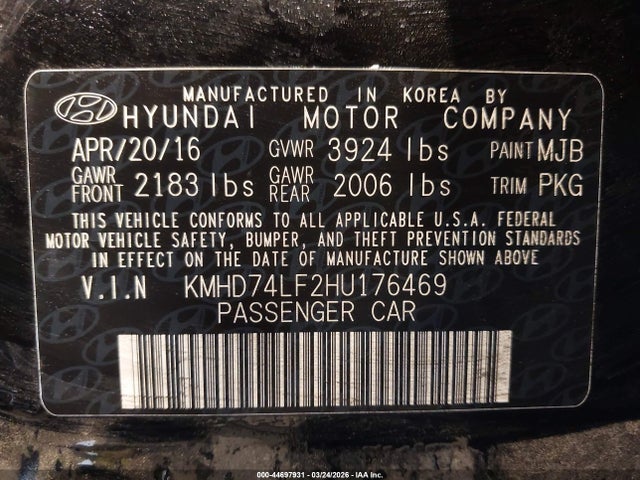 MANUFACTURED IN KOREA BY
HYUNDAI MOTOR COMPANY
APR/20/16 GVWR 3924 lbs PAINT MJB
GAWR FRONT 2183 lbs GAWR REAR 2006 lbs TRIM PKG
THIS VEHICLE CONFORMS TO ALL APPLICABLE U.S.A. FEDERAL
MOTOR VEHICLE SAFETY, BUMPER, AND THEFT PREVENTION STANDARDS
IN EFFECT ON THE DATE OF MANUFACTURE SHOWN ABOVE
V.I.N KMHD74LF2HU176469
PASSENGER CAR
000-44697931 - 03/24/2026 - IAA Inc.